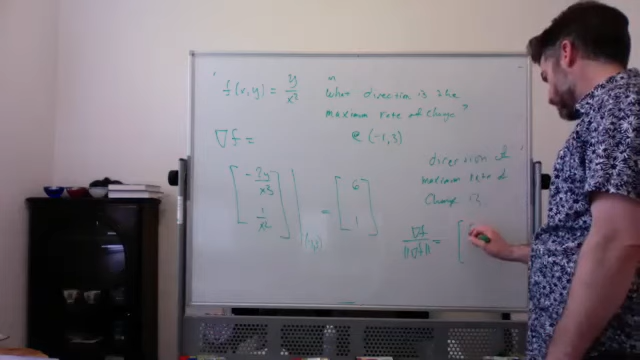 f(x,y) = y/x²
In what direction is the
maximum rate of change?
@ (-1,3)
∇f =
[-2y/x³, 1/x²] |(-1,3) = [6, 1]
direction of
maximum rate of
change is
∇f/||∇f|| = [